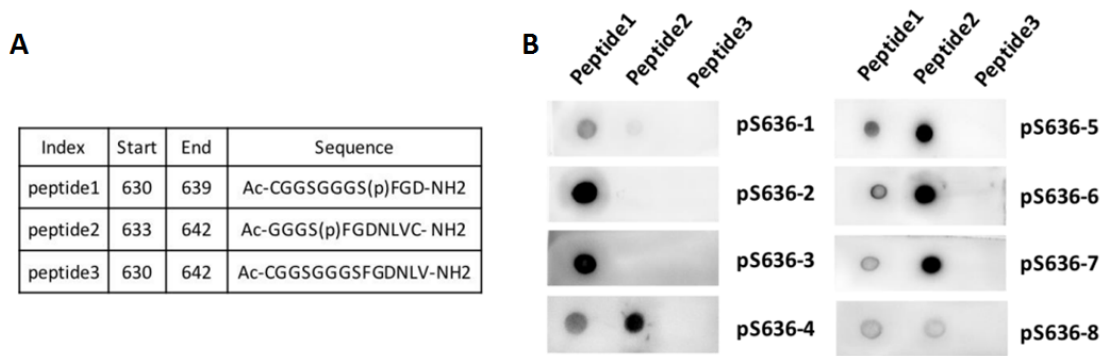 A
Index Start End Sequence
peptide1 630 639 Ac-CGGSGGGS(p)FGD-NH2
peptide2 633 642 Ac-GGGS(p)FGDNLVC- NH2
peptide3 630 642 Ac-CGGSGGGSFGDNLV-NH2
B
Peptide1 Peptide2 Peptide3
pS636-1
pS636-2
pS636-3
pS636-4
Peptide1 Peptide2 Peptide3
pS636-5
pS636-6
pS636-7
pS636-8